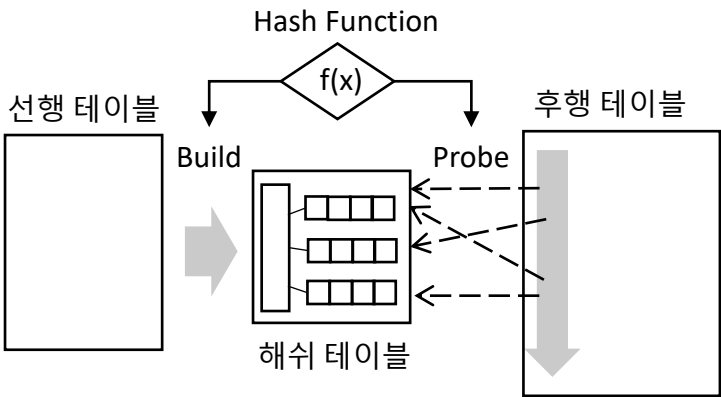 Hash Function
f(x)
선행 테이블
후행 테이블
Build
Probe
해쉬 테이블